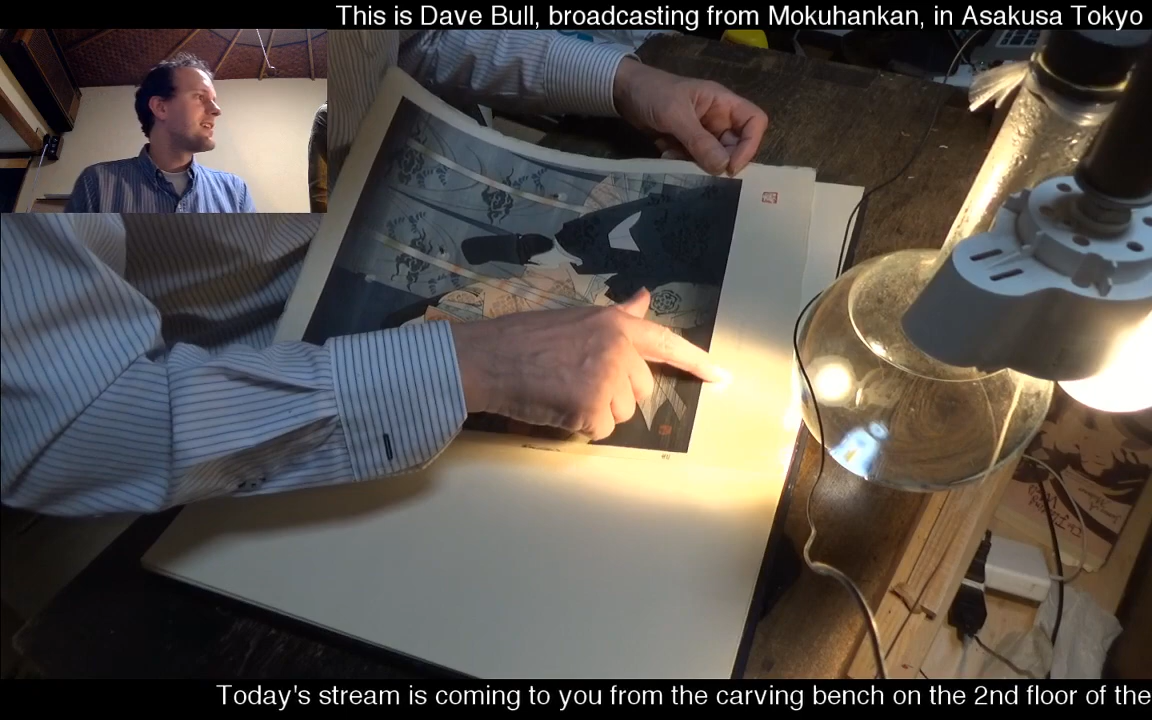 This is Dave Bull, broadcasting from Mokuhankan, in Asakusa Tokyo
Today's stream is coming to you from the carving bench on the 2nd floor of the